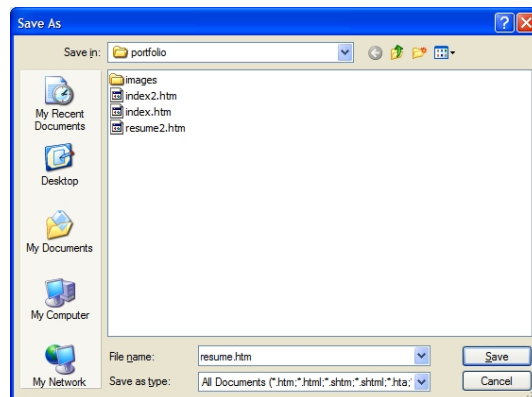 Save As
Save in:
portfolio
My Recent
Documents
Desktop
My Documents
My Computer
My Network
images
index2.htm
index.htm
resume2.htm
File name:
resume.htm
Save
Save as type:
All Documents (*.htm;*.html;*.shtm;*.shtml;*.hta;
Cancel